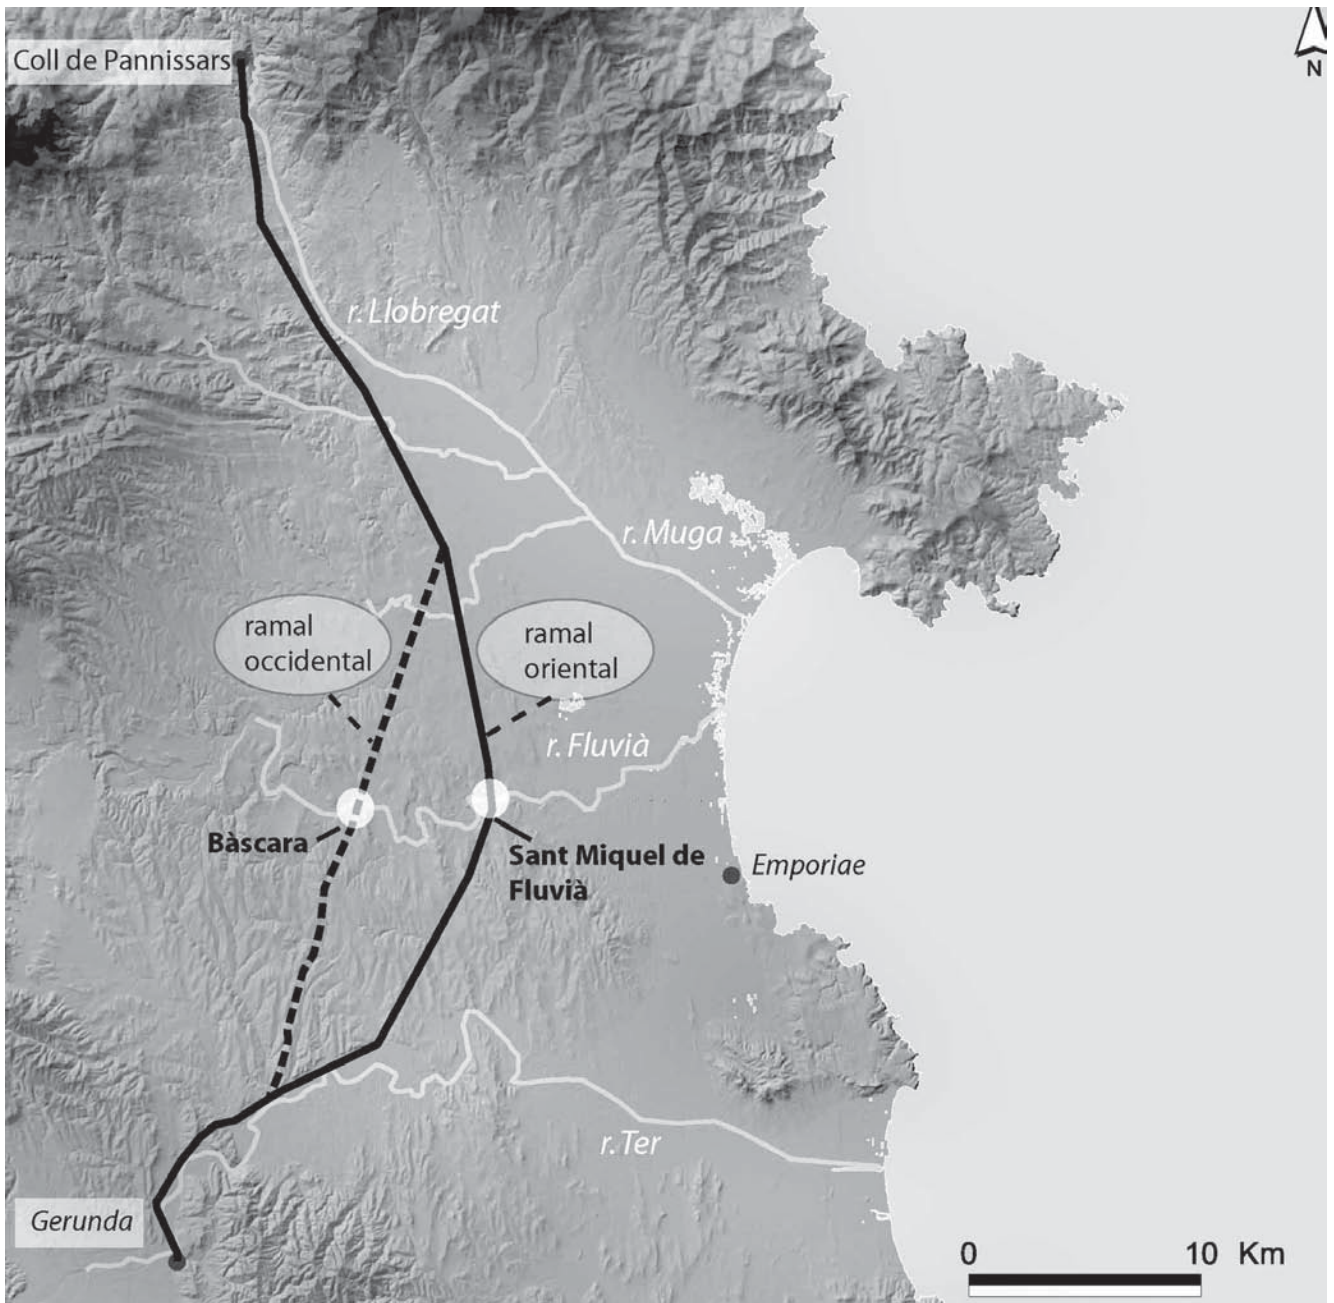 Coll de Pannissars
N
r. Llobregat
r. Muga
ramal
occidental
ramal
oriental
r. Fluvià
Bàscara
Sant Miquel de
Fluvià
Emporiae
r. Ter
Gerunda
0 10 Km